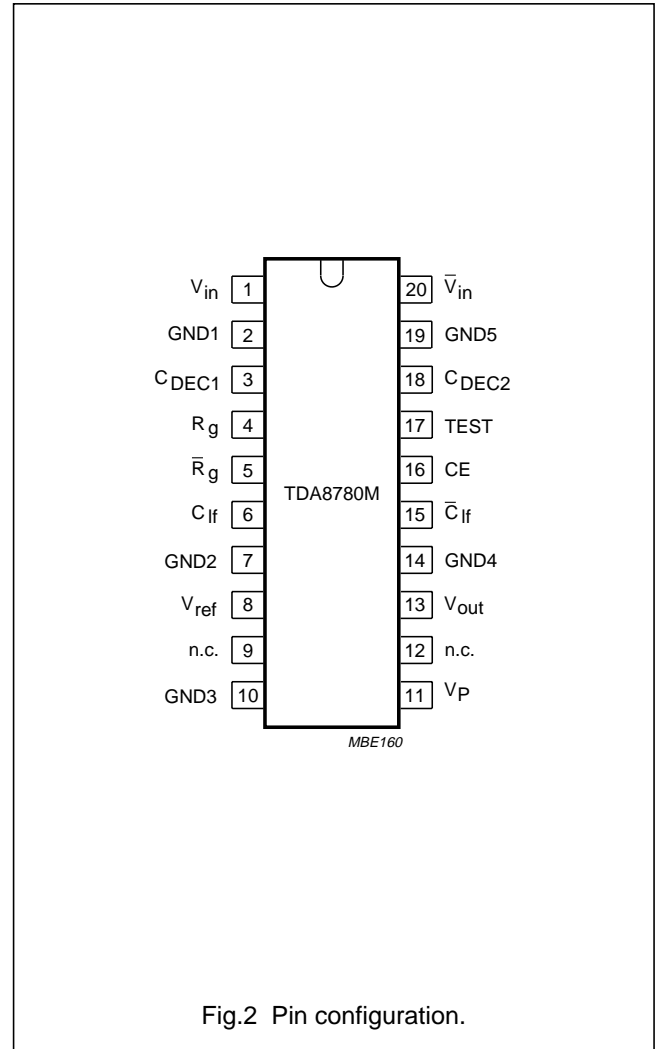 Vin 1 20 V̅in
GND1 2 19 GND5
CDEC1 3 18 CDEC2
Rg 4 17 TEST
R̅g 5 16 CE
TDA8780M
Clf 6 15 C̅lf
GND2 7 14 GND4
Vref 8 13 Vout
n.c. 9 12 n.c.
GND3 10 11 VP
MBE160
Fig.2 Pin configuration.